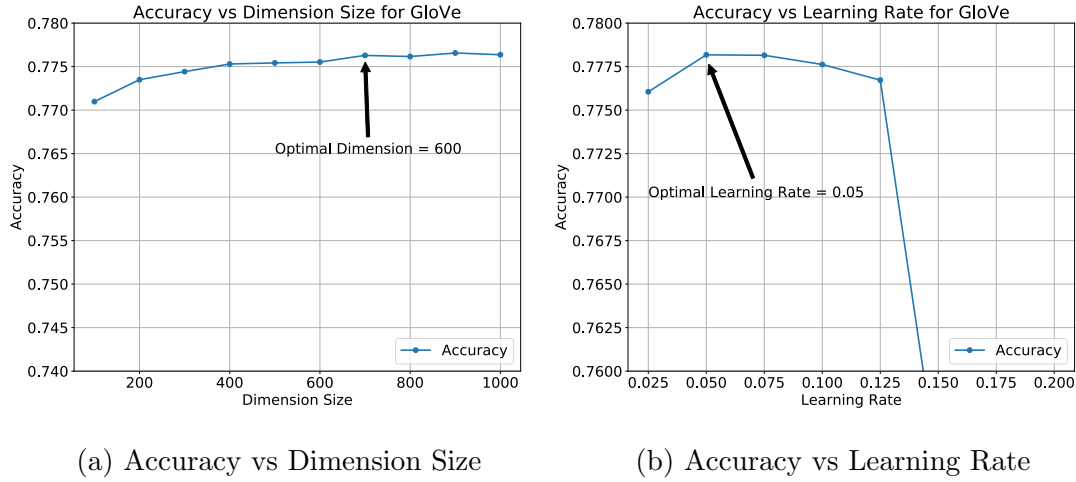 Accuracy vs Dimension Size for GloVe
0.780
0.775
0.770
0.765
0.760
0.755
0.750
0.745
0.740
Accuracy
Optimal Dimension = 600
Accuracy
200
400
600
800
1000
Dimension Size
(a) Accuracy vs Dimension Size
Accuracy vs Learning Rate for GloVe
0.7800
0.7775
0.7750
0.7725
0.7700
0.7675
0.7650
0.7625
0.7600
Accuracy
Optimal Learning Rate = 0.05
Accuracy
0.025
0.050
0.075
0.100
0.125
0.150
0.175
0.200
Learning Rate
(b) Accuracy vs Learning Rate